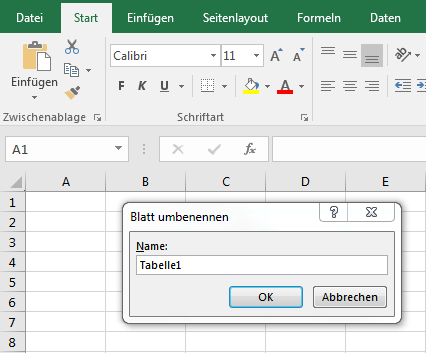 Datei Start Einfügen Seitenlayout Formeln Daten
Calibri 11 A A
Einfügen F K U A
Zwischenablage Schriftart
A1 fx
A B C D E
1
2
3
4
5
6
7
8
Blatt umbenennen ?
Name:
Tabelle1
OK Abbrechen